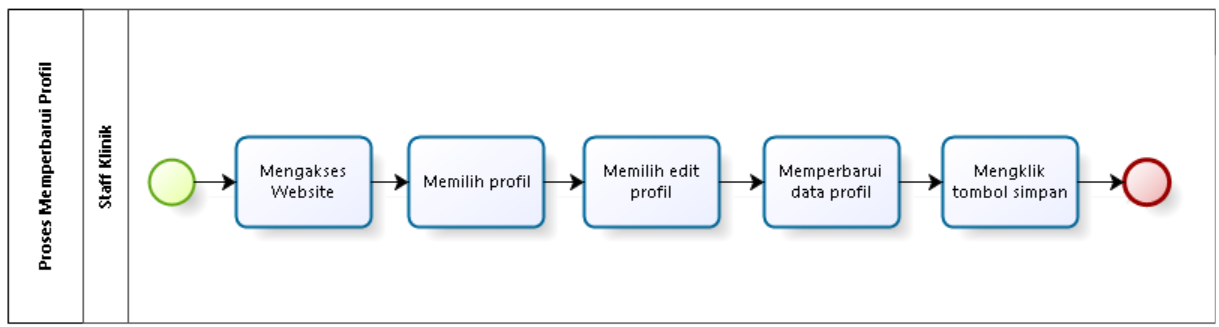 Proses Memperbarui Profil
Staff Klinik
Mengakses
Website
Memilih profil
Memilih edit
profil
Memperbarui
data profil
Mengklik
tombol simpan